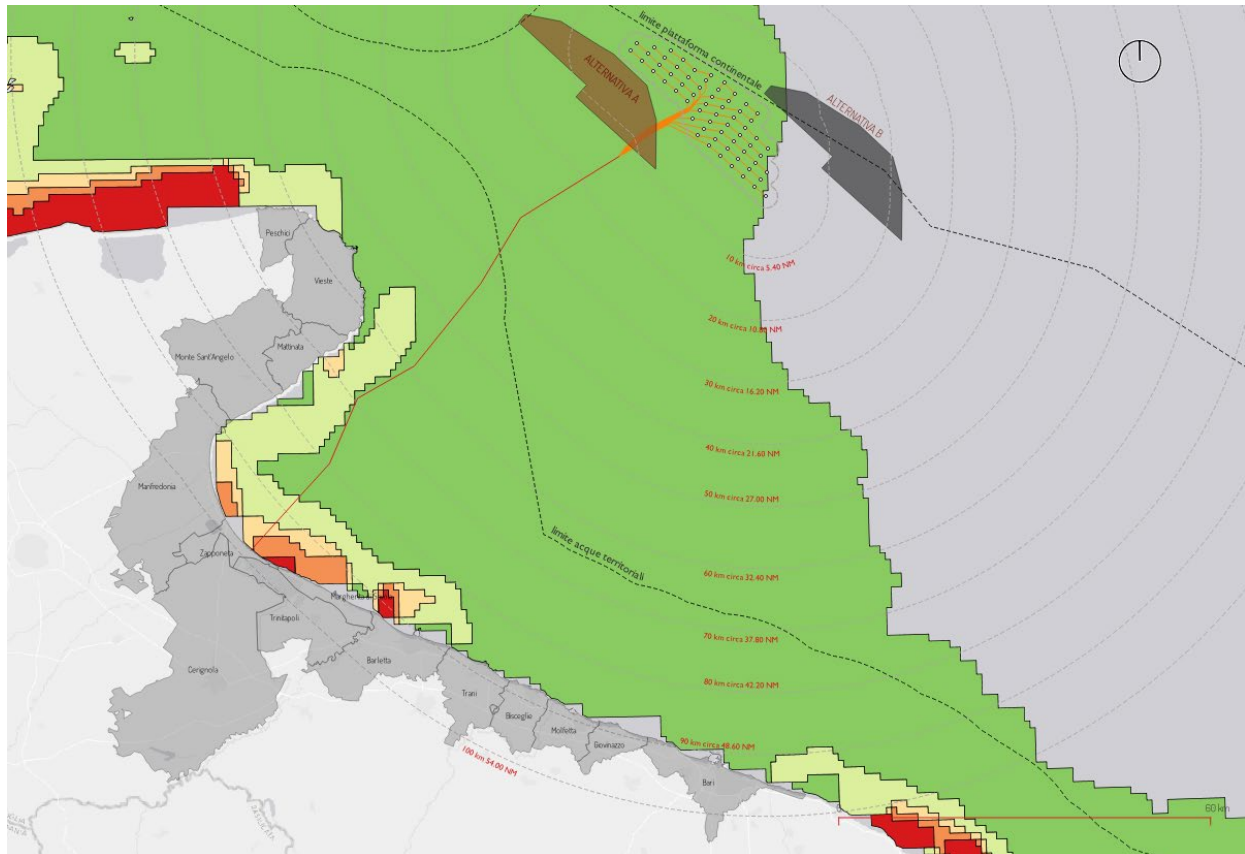 limite piattaforma continentale
ALTERNATIVA A
ALTERNATIVA B
Peschici
Vieste
10 km circa 5.40 NM
20 km circa 10.80 NM
Mattinata
Monte Sant'Angelo
30 km circa 16.20 NM
40 km circa 21.60 NM
Manfredonia
50 km circa 27.00 NM
limite acque territoriali
Zapponeta
60 km circa 32.40 NM
Margherita di
Trinitapoli
70 km circa 37.80 NM
Barletta
Cerignola
80 km circa 42.20 NM
Trani
Bisceglie
Molfetta
Giovinazzo
90 km circa 48.60 NM
100 km 54.00 NM
Bari
60 km